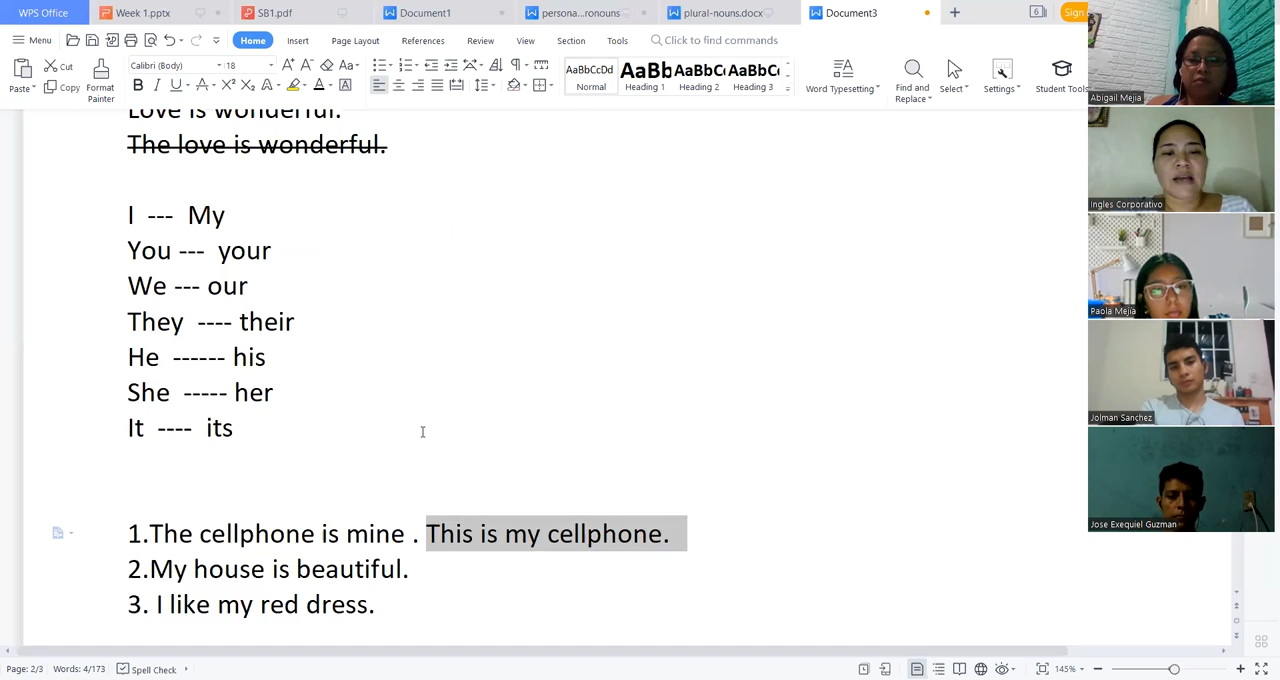 WPS Office Week 1.pptx SB1.pdf Document1 persona...ronouns plural-nouns.docx Document3 6 Sign
Menu Home Insert Page Layout References Review View Section Tools Click to find commands
Cut Calibri (Body) 18 AaBbCcDd AaBb AaBbCc AaBbC
Paste Copy Format Painter Normal Heading 1 Heading 2 Heading 3 Word Typesetting Find and Replace Select Settings Student Tools
Love is wonderful.
The love is wonderful.
I --- My
You --- your
We --- our
They ---- their
He ------ his
She ----- her
It ---- its
1.The cellphone is mine . This is my cellphone.
2.My house is beautiful.
3. I like my red dress.
Page: 2/3 Words: 4/173 Spell Check 145%
Abigail Mejia
Ingles Corporativo
Paola Mejia
Jolman Sanchez
Jose Exequiel Guzman